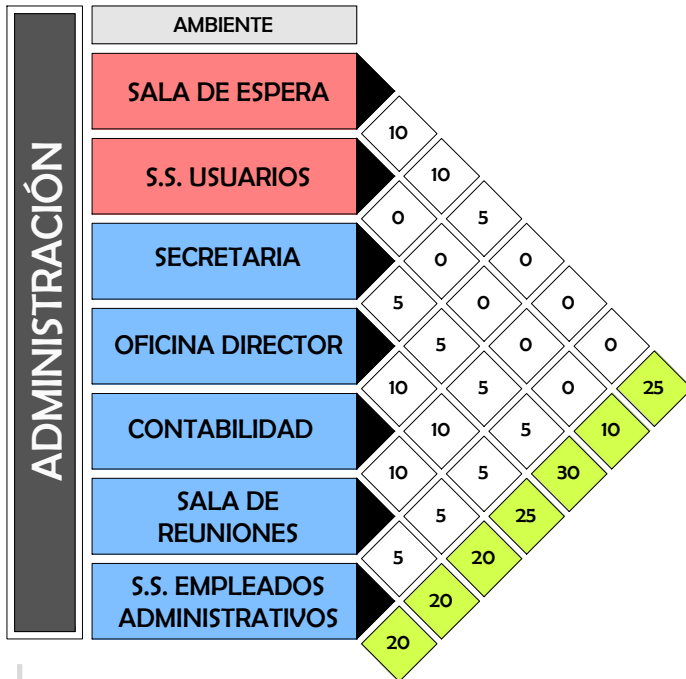 ADMINISTRACIÓN
AMBIENTE
SALA DE ESPERA
10
10
S.S. USUARIOS
0
5
0
0
SECRETARIA
5
0
0
5
0
0
OFICINA DIRECTOR
10
5
0
25
10
5
10
CONTABILIDAD
10
5
30
5
25
SALA DE
REUNIONES
5
20
S.S. EMPLEADOS
ADMINISTRATIVOS
20
20